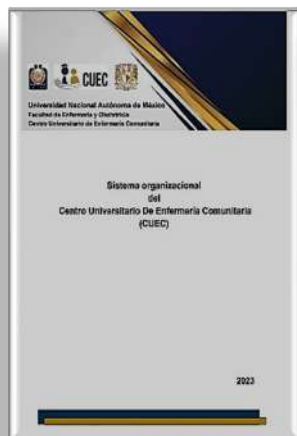 CUEC
Universidad Nacional Autónoma de México
Facultad de Enfermería y Obstetricia
Centro Universitario de Enfermería Comunitaria
Sistema organizacional
del
Centro Universitario De Enfermería Comunitaria
(CUEC)
2023